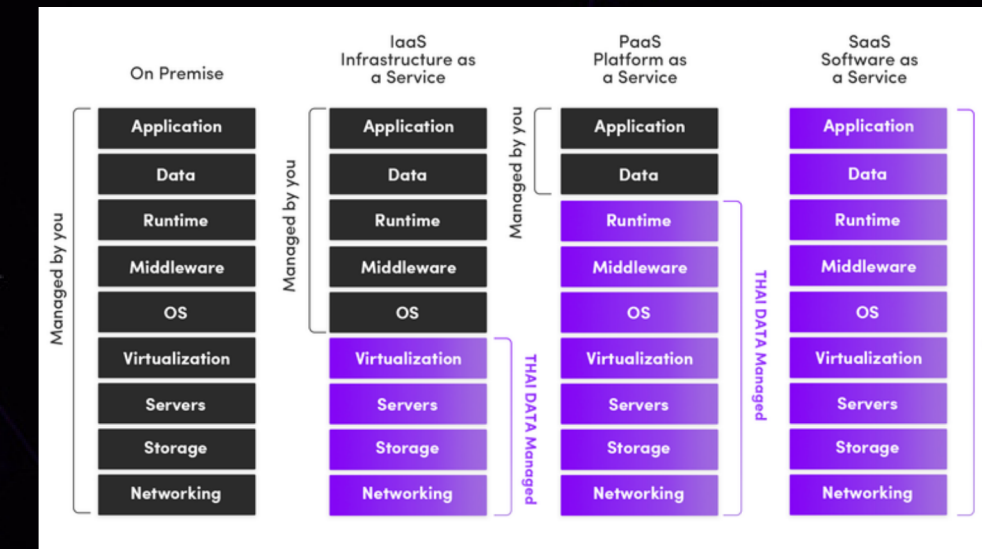 On Premise
Managed by you
Application
Data
Runtime
Middleware
OS
Virtualization
Servers
Storage
Networking
IaaS
Infrastructure as
a Service
Managed by you
Application
Data
Runtime
Middleware
OS
Virtualization
Servers
Storage
Networking
THAI DATA Managed
PaaS
Platform as
a Service
Managed by you
Application
Data
Runtime
Middleware
OS
Virtualization
Servers
Storage
Networking
THAI DATA Managed
SaaS
Software as
a Service
Application
Data
Runtime
Middleware
OS
Virtualization
Servers
Storage
Networking